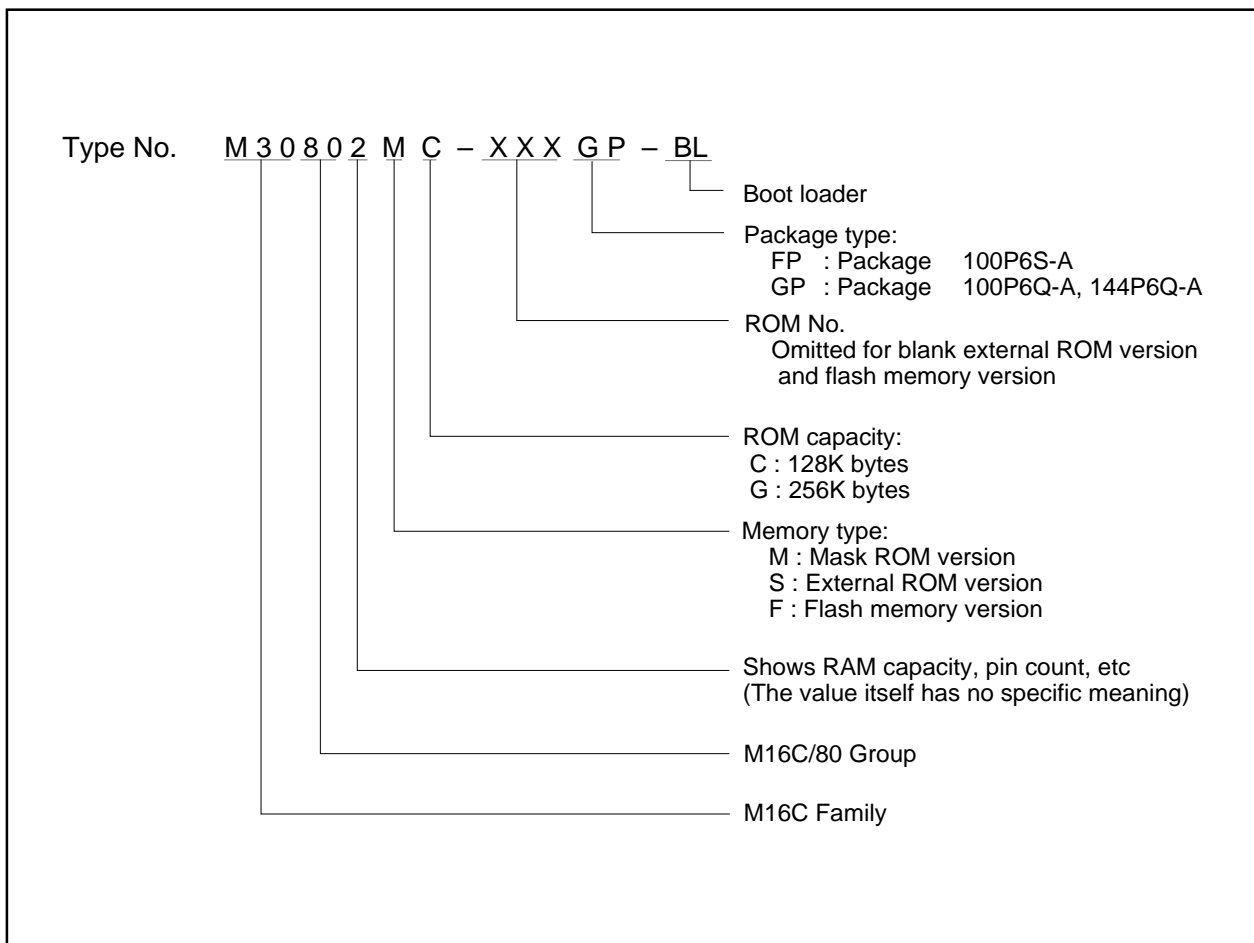 Type No. M 3 0 8 0 2 M C – X X X G P – BL
Boot loader
Package type:
FP : Package 100P6S-A
GP : Package 100P6Q-A, 144P6Q-A
ROM No.
Omitted for blank external ROM version
and flash memory version
ROM capacity:
C : 128K bytes
G : 256K bytes
Memory type:
M : Mask ROM version
S : External ROM version
F : Flash memory version
Shows RAM capacity, pin count, etc
(The value itself has no specific meaning)
M16C/80 Group
M16C Family